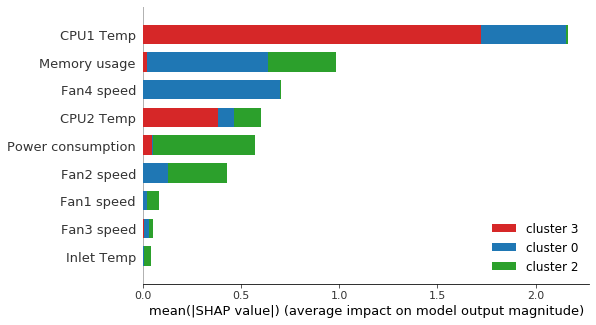 CPU1 Temp
Memory usage
Fan4 speed
CPU2 Temp
Power consumption
Fan2 speed
Fan1 speed
Fan3 speed
Inlet Temp
cluster 3
cluster 0
cluster 2
0.0 0.5 1.0 1.5 2.0
mean(|SHAP value|) (average impact on model output magnitude)